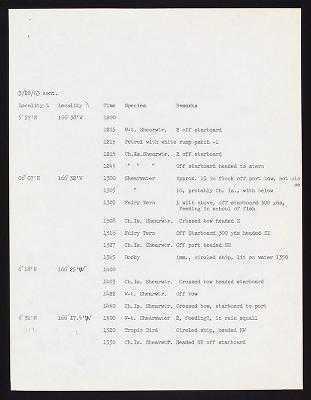 3/28/63 cont.
Locality L Locality λ Time Species Remarks
5°57'N 166°38'W 1200
1215 W-t. Shearwtr. 2 off starboard
1215 Petrel with white rump patch -1
1215 Ch.Is.Shearwtr. 2 off starboard
1245 " " " Off starboard headed to stern
06°07'N 166°32'W 1300 Shearwater Approx. 15 in flock off port bow, not close
1305 " 10, probably Ch. Is., with below
1305 Fairy Tern 1 with above, off starboard 300 yds,
feeding in school of fish
1308 Ch.Is. Shearwtr. Crossed bow headed E
1316 Fairy Tern Off Starboard 300 yds headed SE
1327 Ch.Is. Shearwtr. Off port headed NE
1345 Booby imm., circled ship, lit on water 1350
6°18'N 166°25'W 1400
1403 Ch.Is. Shearwtr. Crossed bow headed starboard
1422 W-t. Shearwtr. Off bow
1450 Ch.Is. Shearwtr. Crossed bow, starboard to port
6°31'N 166°17.5'W 1500 W-t. Shearwater 2, feeding?, in rain squall
1520 Tropic Bird Circled ship, headed NW
1530 Ch.Is. Shearwtr. Headed NE off starboard